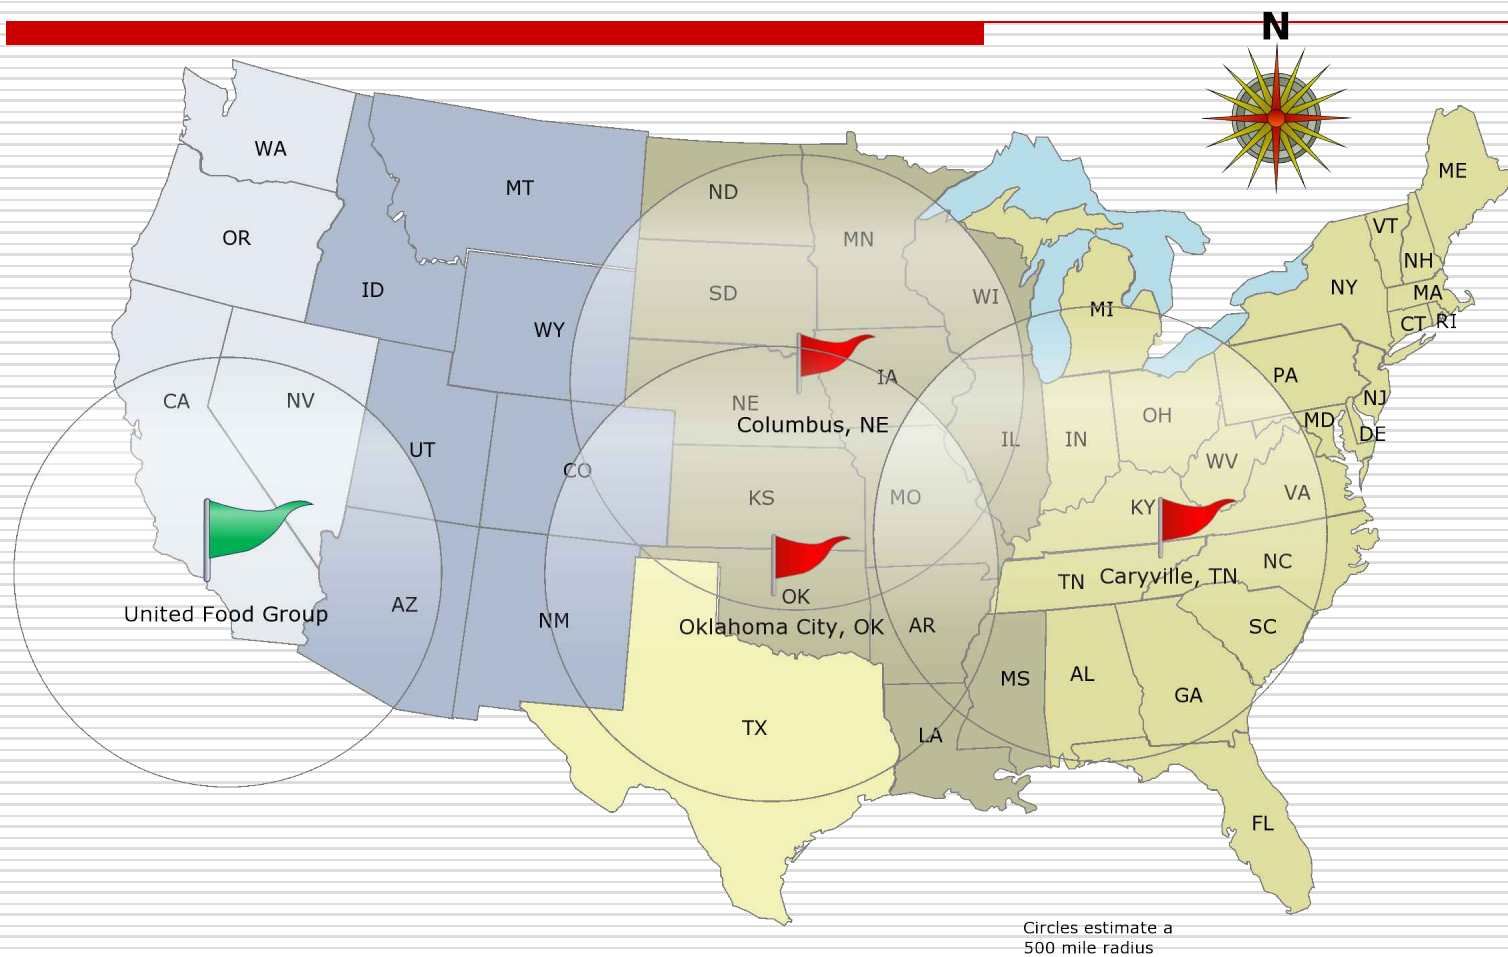 N
ME
WA
MT
ND
VT
OR
MN
NH
ID
SD
WI
NY
MA
MI
CT RI
WY
IA
PA
CA
NV
NE
NJ
Columbus, NE
OH
MD
DE
UT
IL
IN
CO
WV
KS
MO
VA
KY
NC
TN
Caryville, TN
AZ
OK
United Food Group
NM
Oklahoma City, OK
AR
SC
MS
AL
GA
TX
LA
FL
Circles estimate a
500 mile radius